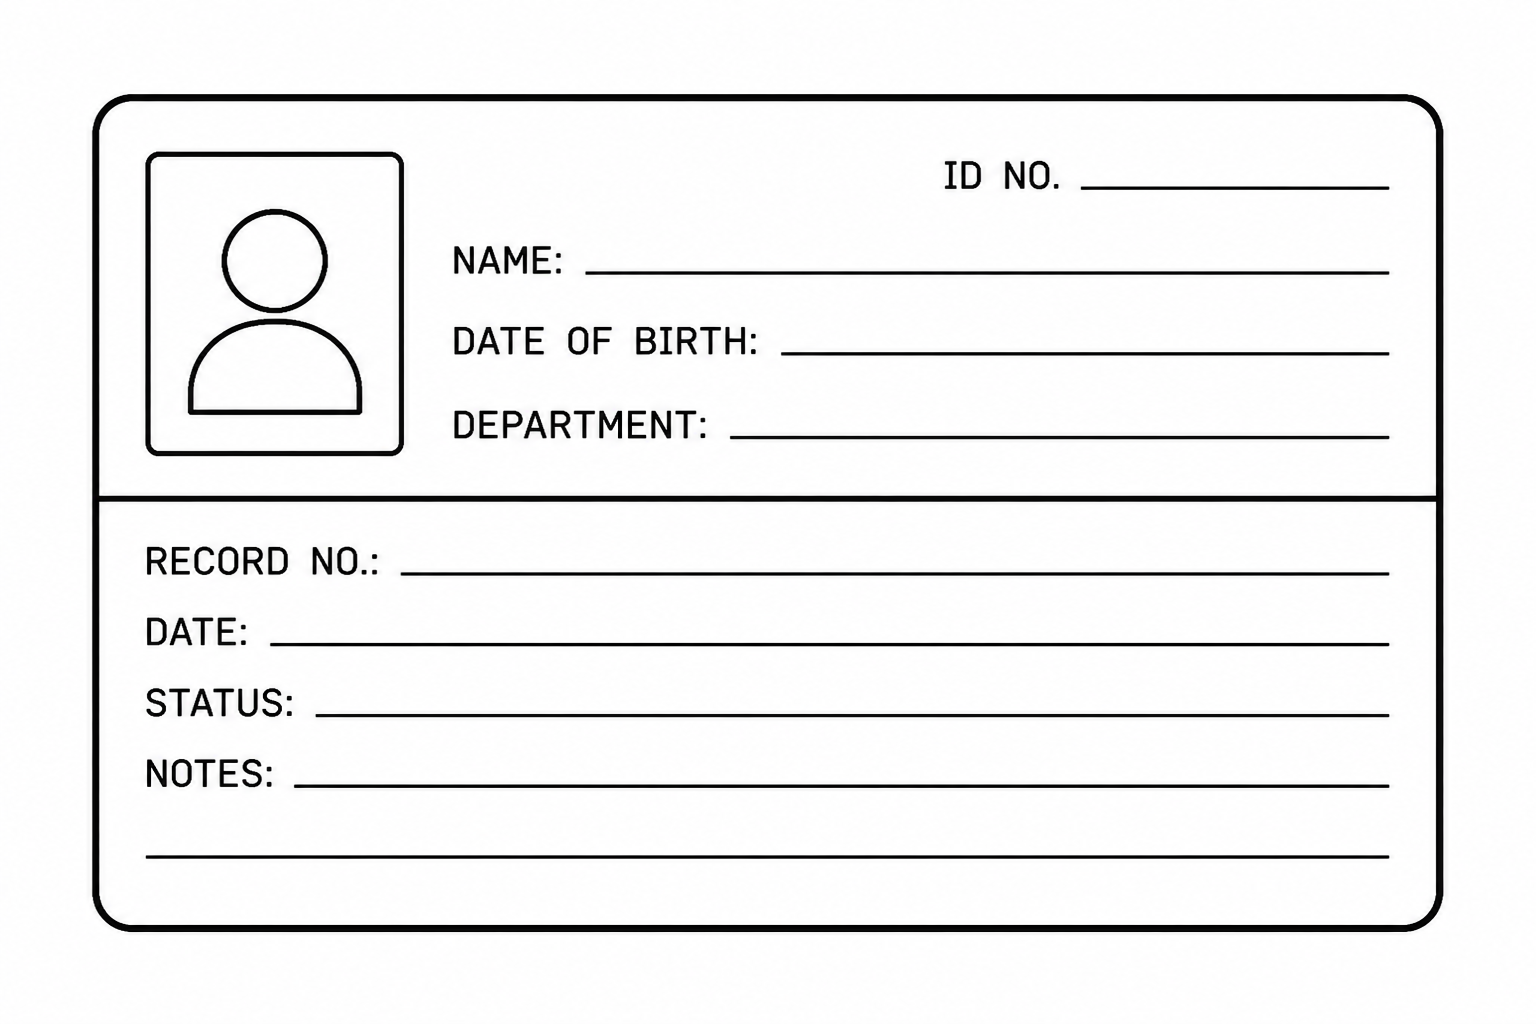 ID NO.
NAME:
DATE OF BIRTH:
DEPARTMENT:
RECORD NO.:
DATE:
STATUS:
NOTES: